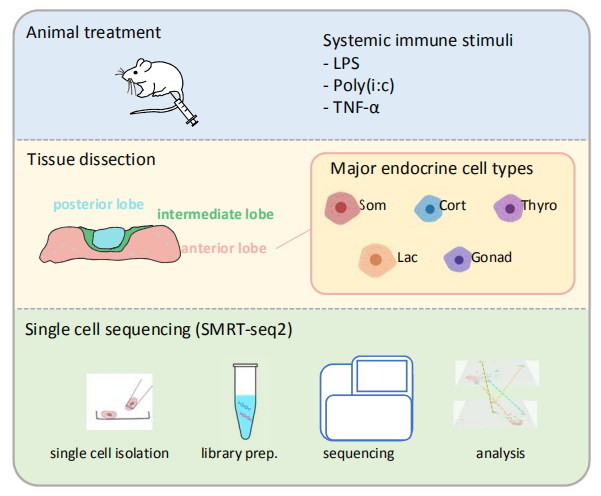 Animal treatment
Systemic immune stimuli
- LPS
- Poly(i:c)
- TNF-α
Tissue dissection
posterior lobe
intermediate lobe
anterior lobe
Major endocrine cell types
Som
Cort
Thyro
Lac
Gonad
Single cell sequencing (SMRT-seq2)
single cell isolation
library prep.
sequencing
analysis